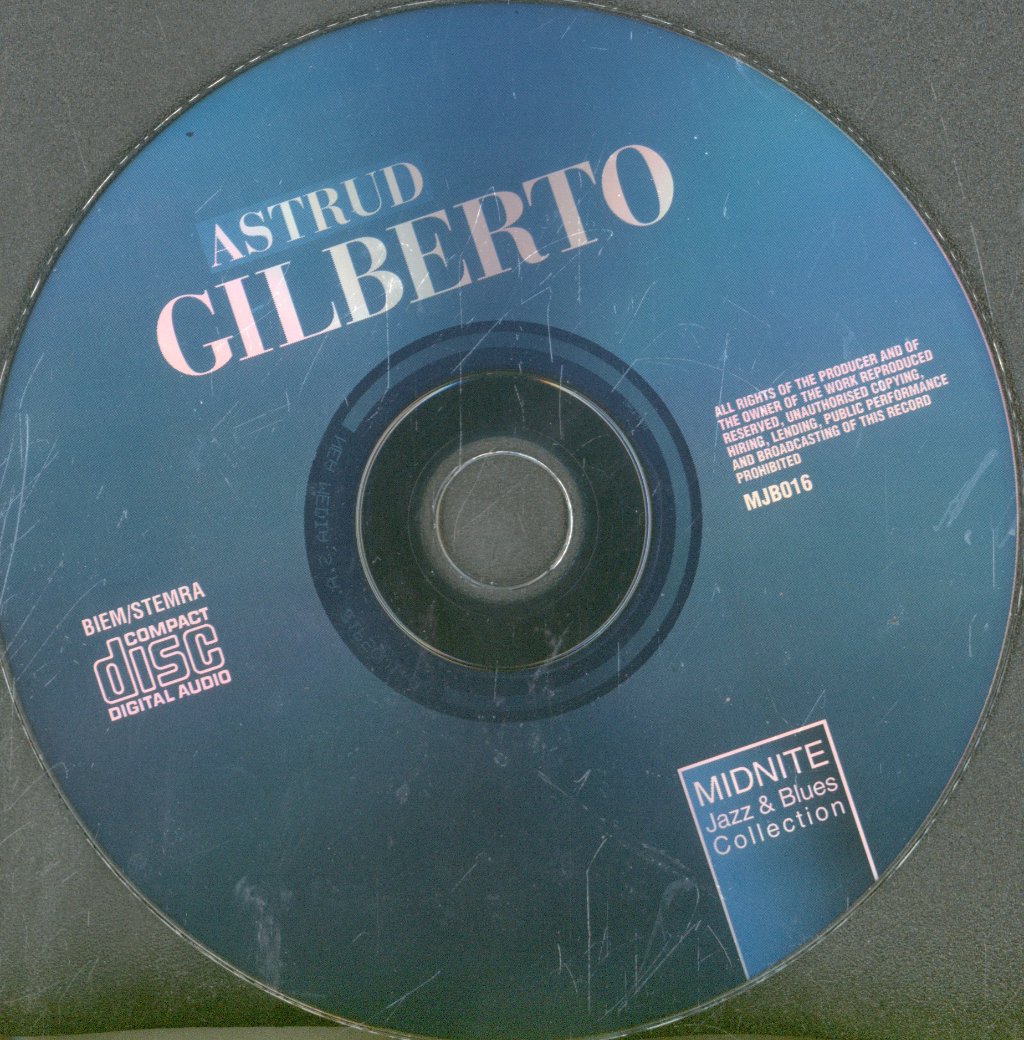 ASTRUD
GILBERTO
ALL RIGHTS OF THE PRODUCER AND OF
THE OWNER OF THE WORK REPRODUCED
RESERVED, UNAUTHORISED COPYING,
HIRING, LENDING, PUBLIC PERFORMANCE
AND BROADCASTING OF THIS RECORD
PROHIBITED
MJB016
BIEM/STEMRA
COMPACT
disc
DIGITAL AUDIO
MIDNITE
Jazz & Blues
Collection